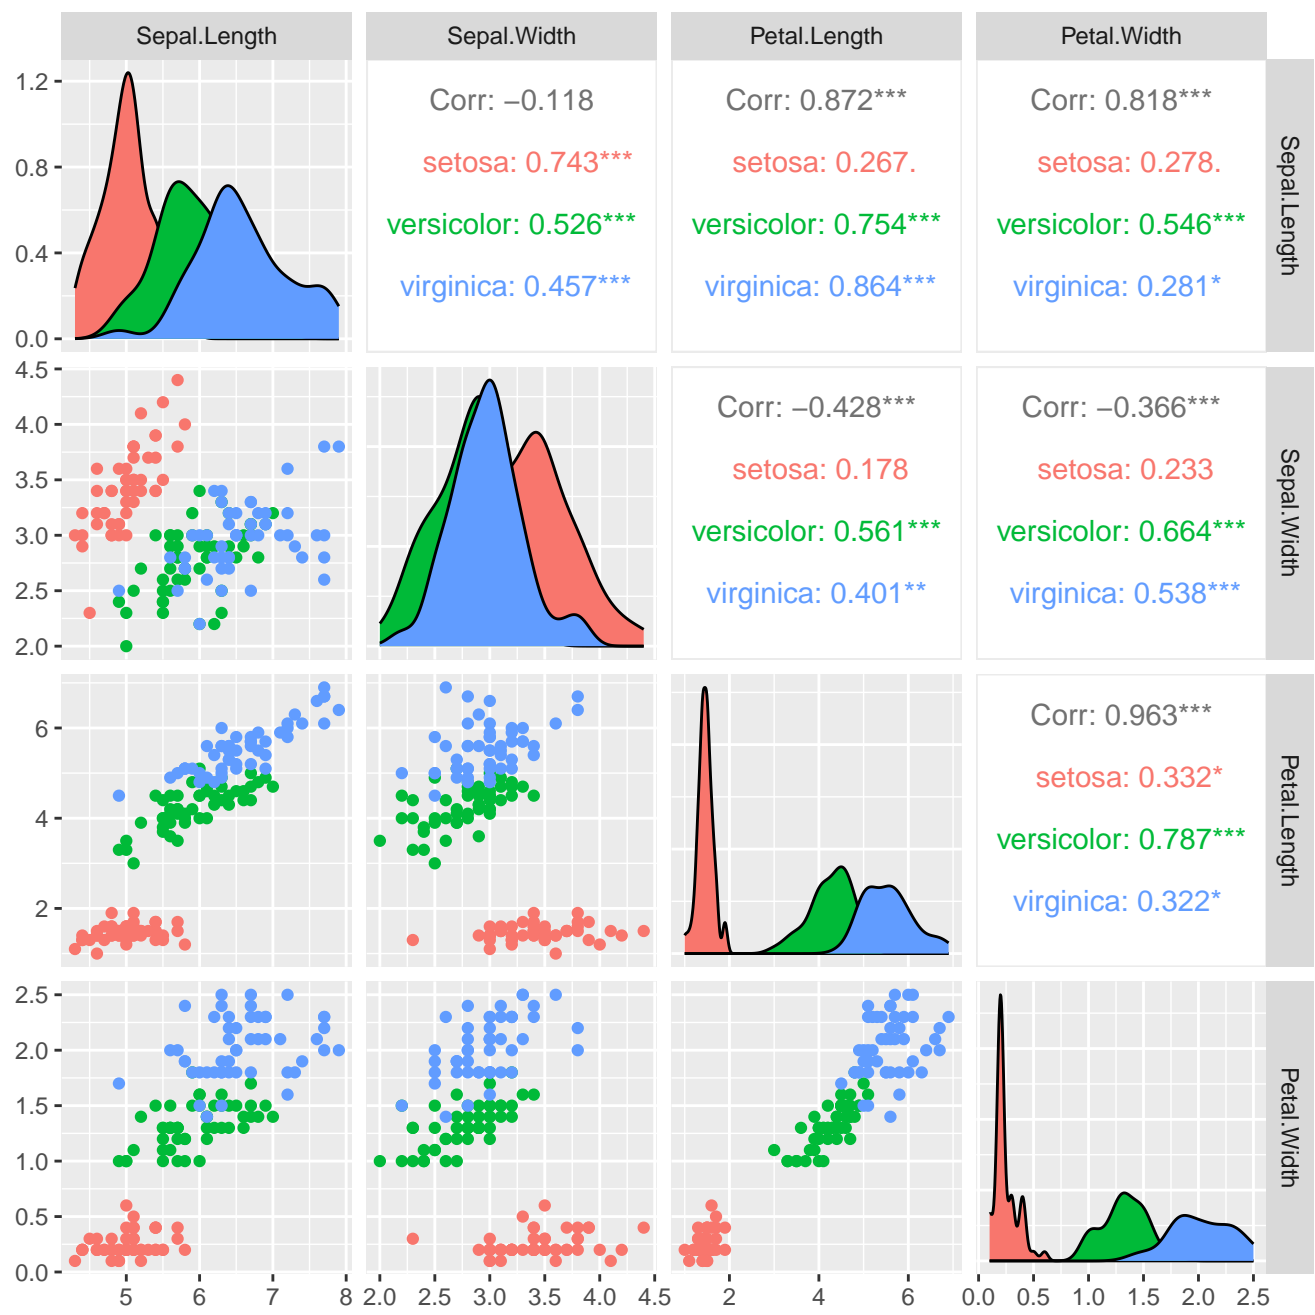 Sepal.Length
Sepal.Width
Petal.Length
Petal.Width
1.2
0.8
0.4
0.0
Corr: −0.118
setosa: 0.743***
versicolor: 0.526***
virginica: 0.457***
Corr: 0.872***
setosa: 0.267.
versicolor: 0.754***
virginica: 0.864***
Corr: 0.818***
setosa: 0.278.
versicolor: 0.546***
virginica: 0.281*
Sepal.Length
4.5
4.0
3.5
3.0
2.5
2.0
Corr: −0.428***
setosa: 0.178
versicolor: 0.561***
virginica: 0.401**
Corr: −0.366***
setosa: 0.233
versicolor: 0.664***
virginica: 0.538***
Sepal.Width
6
4
2
Corr: 0.963***
setosa: 0.332*
versicolor: 0.787***
virginica: 0.322*
Petal.Length
2.5
2.0
1.5
1.0
0.5
0.0
Petal.Width
5 6 7 8
2.0 2.5 3.0 3.5 4.0 4.5
2 4 6
0.0 0.5 1.0 1.5 2.0 2.5